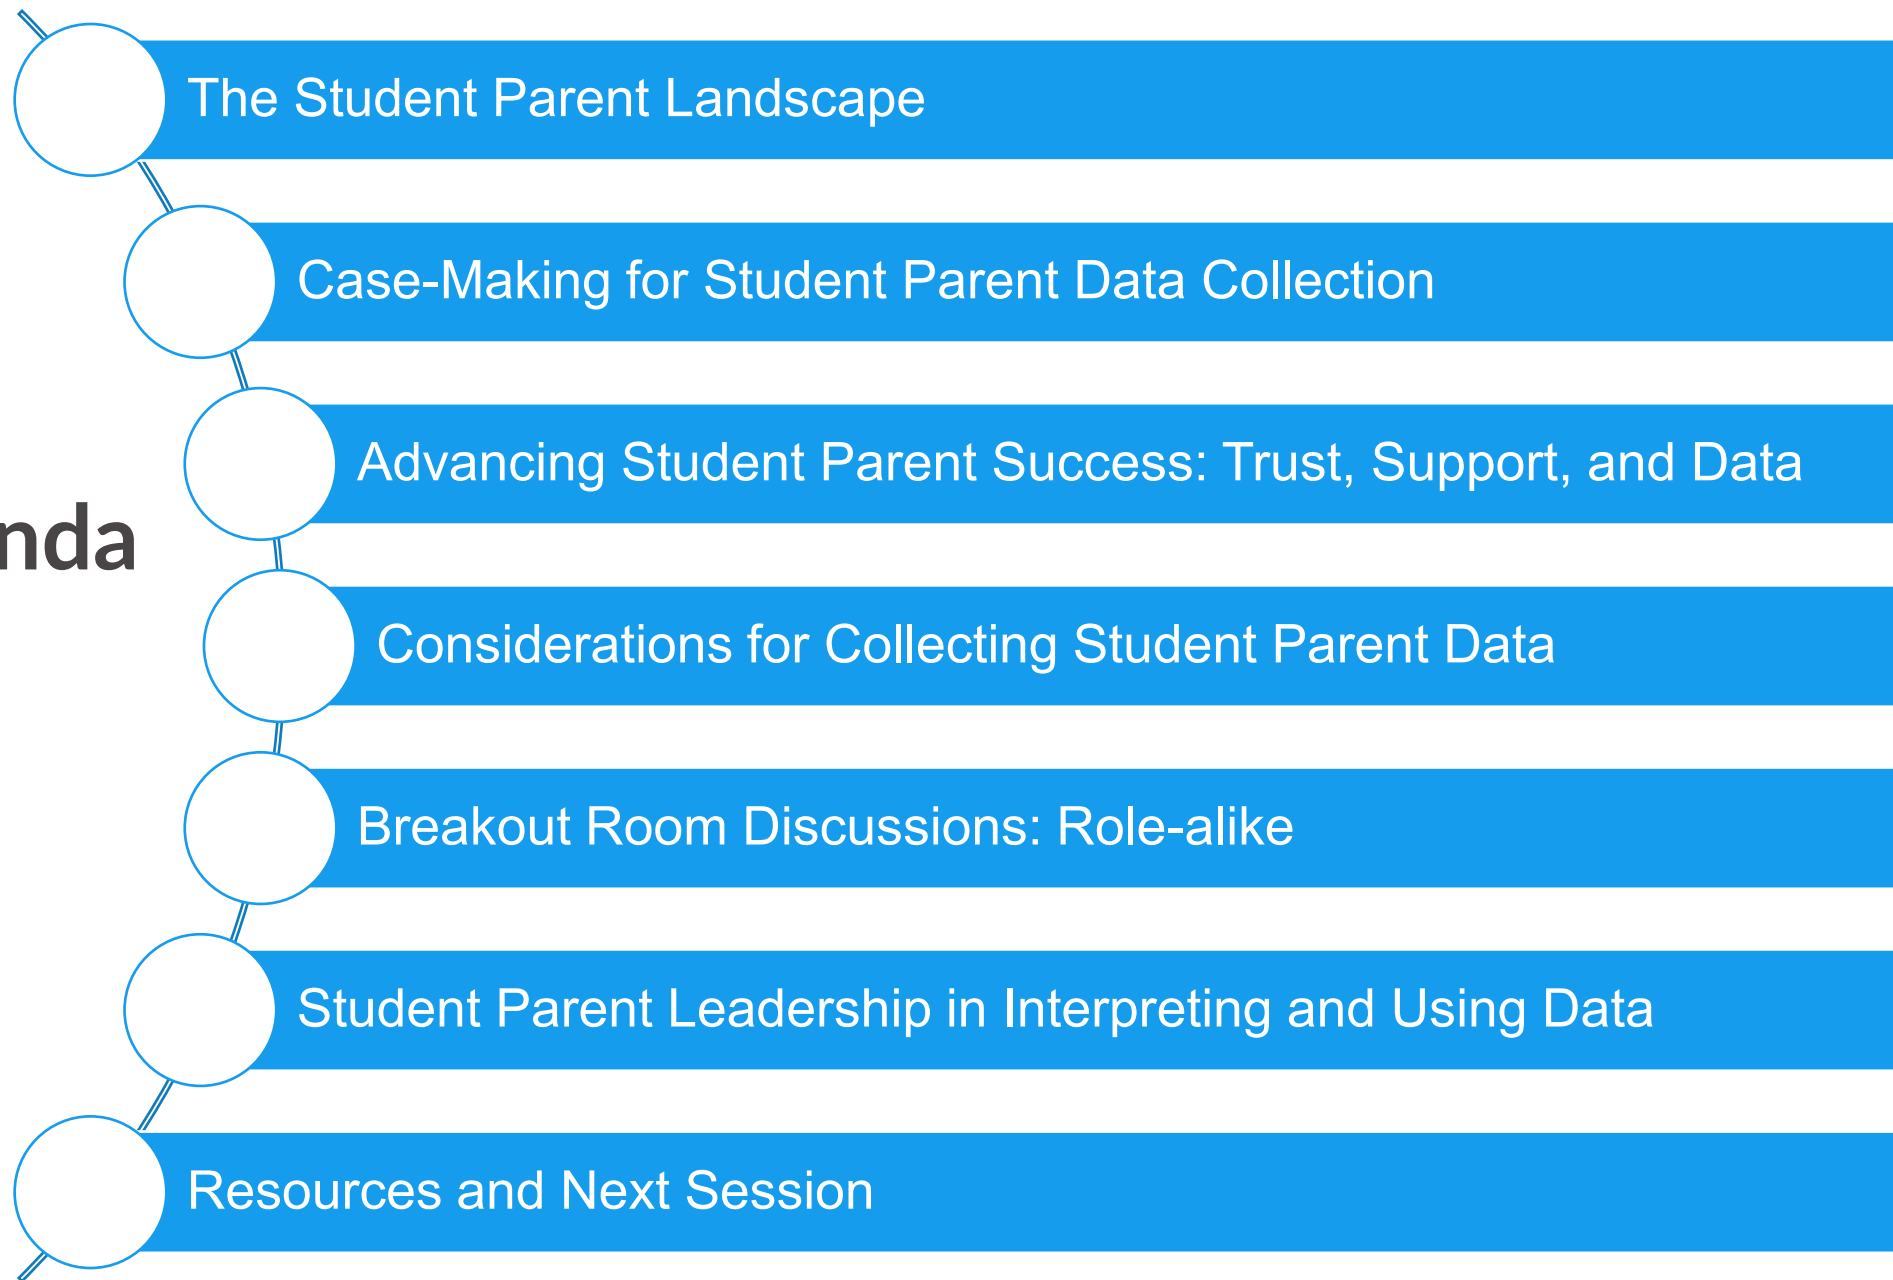 The Student Parent Landscape
Case-Making for Student Parent Data Collection
Advancing Student Parent Success: Trust, Support, and Data
nda
Considerations for Collecting Student Parent Data
Breakout Room Discussions: Role-alike
Student Parent Leadership in Interpreting and Using Data
Resources and Next Session